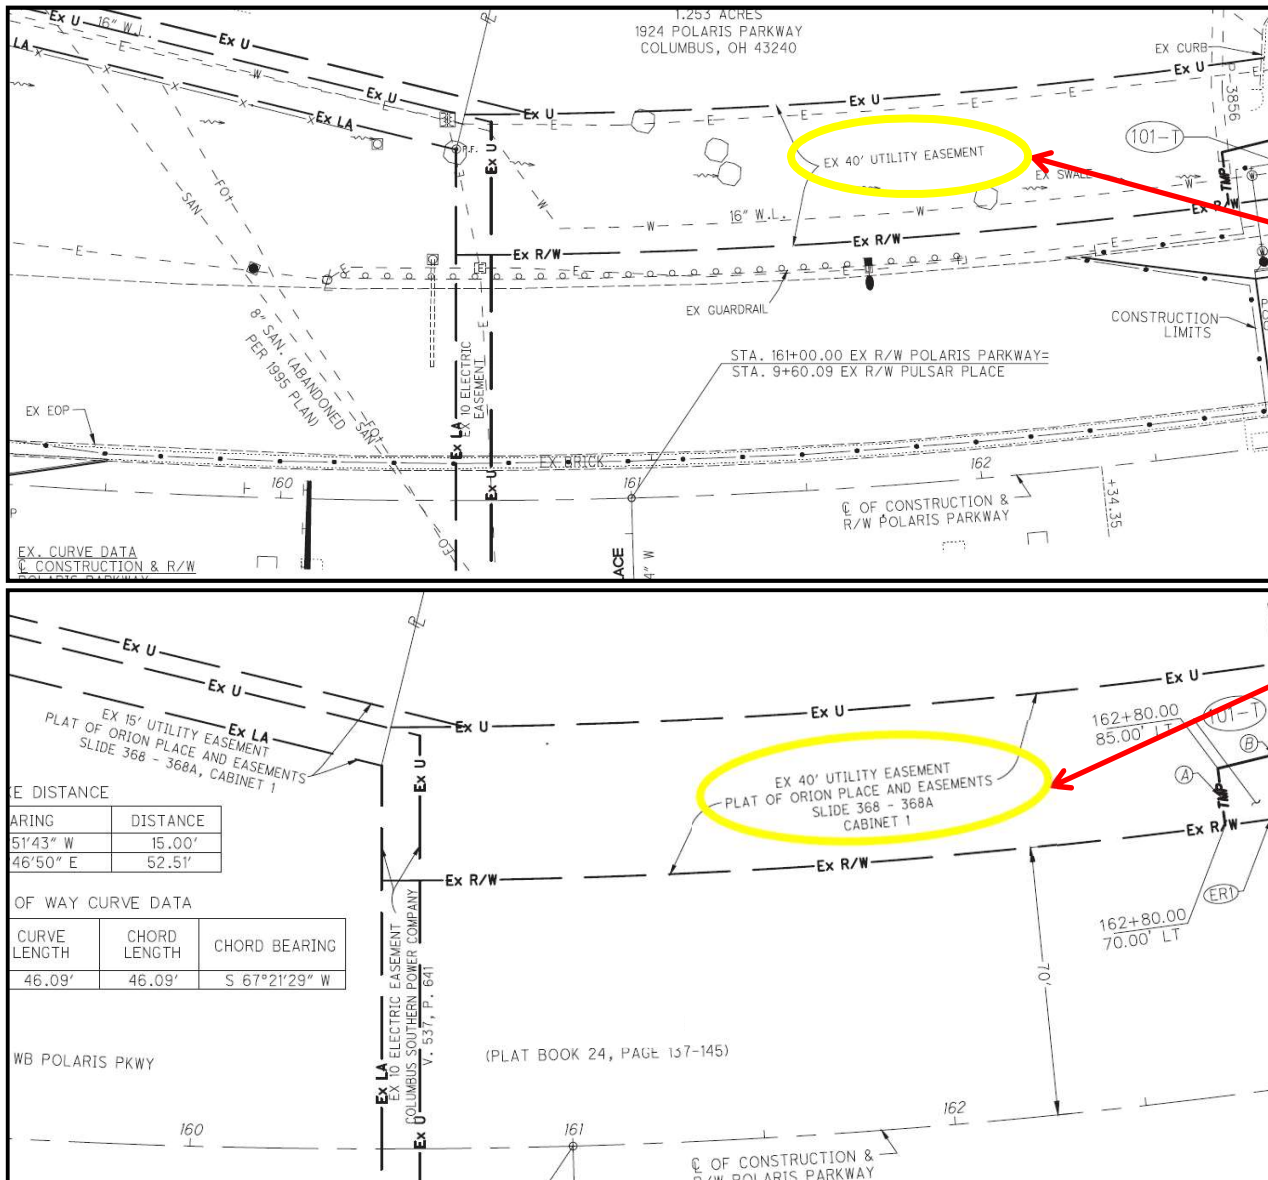 1.253 ACRES
1924 POLARIS PARKWAY
COLUMBUS, OH 43240
Ex U
16" W.L.
Ex U
LA
E
W
Ex U
Ex LA
P.F.
Ex U
Ex U
Ex U
EX CURB
Ex U
3856
101-T
EX 40' UTILITY EASEMENT
EX SWALE
TMP
16" W.L.
W
Ex R/W
Ex R/W
Ex R/W
FO
SAN
EX GUARDRAIL
CONSTRUCTION
LIMITS
8" SAN. (ABANDONED
PER 1995 PLAN)
SAN
FO
EX 10 ELECTRIC
EASEMENT
Ex LA
Ex U
STA. 161+00.00 EX R/W POLARIS PARKWAY=
STA. 9+60.09 EX R/W PULSAR PLACE
EX EOP
EX BRICK
160
161
162
℄ OF CONSTRUCTION &
R/W POLARIS PARKWAY
+34.35
LACE
4" W
FO
EX. CURVE DATA
℄ CONSTRUCTION & R/W
POLARIS PARKWAY
Ex U
Ex U
Ex LA
EX 15' UTILITY EASEMENT
PLAT OF ORION PLACE AND EASEMENTS
SLIDE 368 - 368A, CABINET 1
Ex U
Ex U
Ex U
Ex U
162+80.00
85.00' LT
101-T
B
A
TMP
EX 40' UTILITY EASEMENT
PLAT OF ORION PLACE AND EASEMENTS
SLIDE 368 - 368A
CABINET 1
KE DISTANCE
ARING DISTANCE
51'43" W 15.00'
46'50" E 52.51'
Ex R/W
Ex R/W
Ex R/W
ER1
162+80.00
70.00' LT
OF WAY CURVE DATA
CURVE LENGTH CHORD LENGTH CHORD BEARING
46.09' 46.09' S 67°21'29" W
EX 10 ELECTRIC EASEMENT
COLUMBUS SOUTHERN POWER COMPANY
V. 537, P. 641
70'
WB POLARIS PKWY
(PLAT BOOK 24, PAGE 137-145)
Ex LA
Ex U
160
161
162
℄ OF CONSTRUCTION &
R/W POLARIS PARKWAY